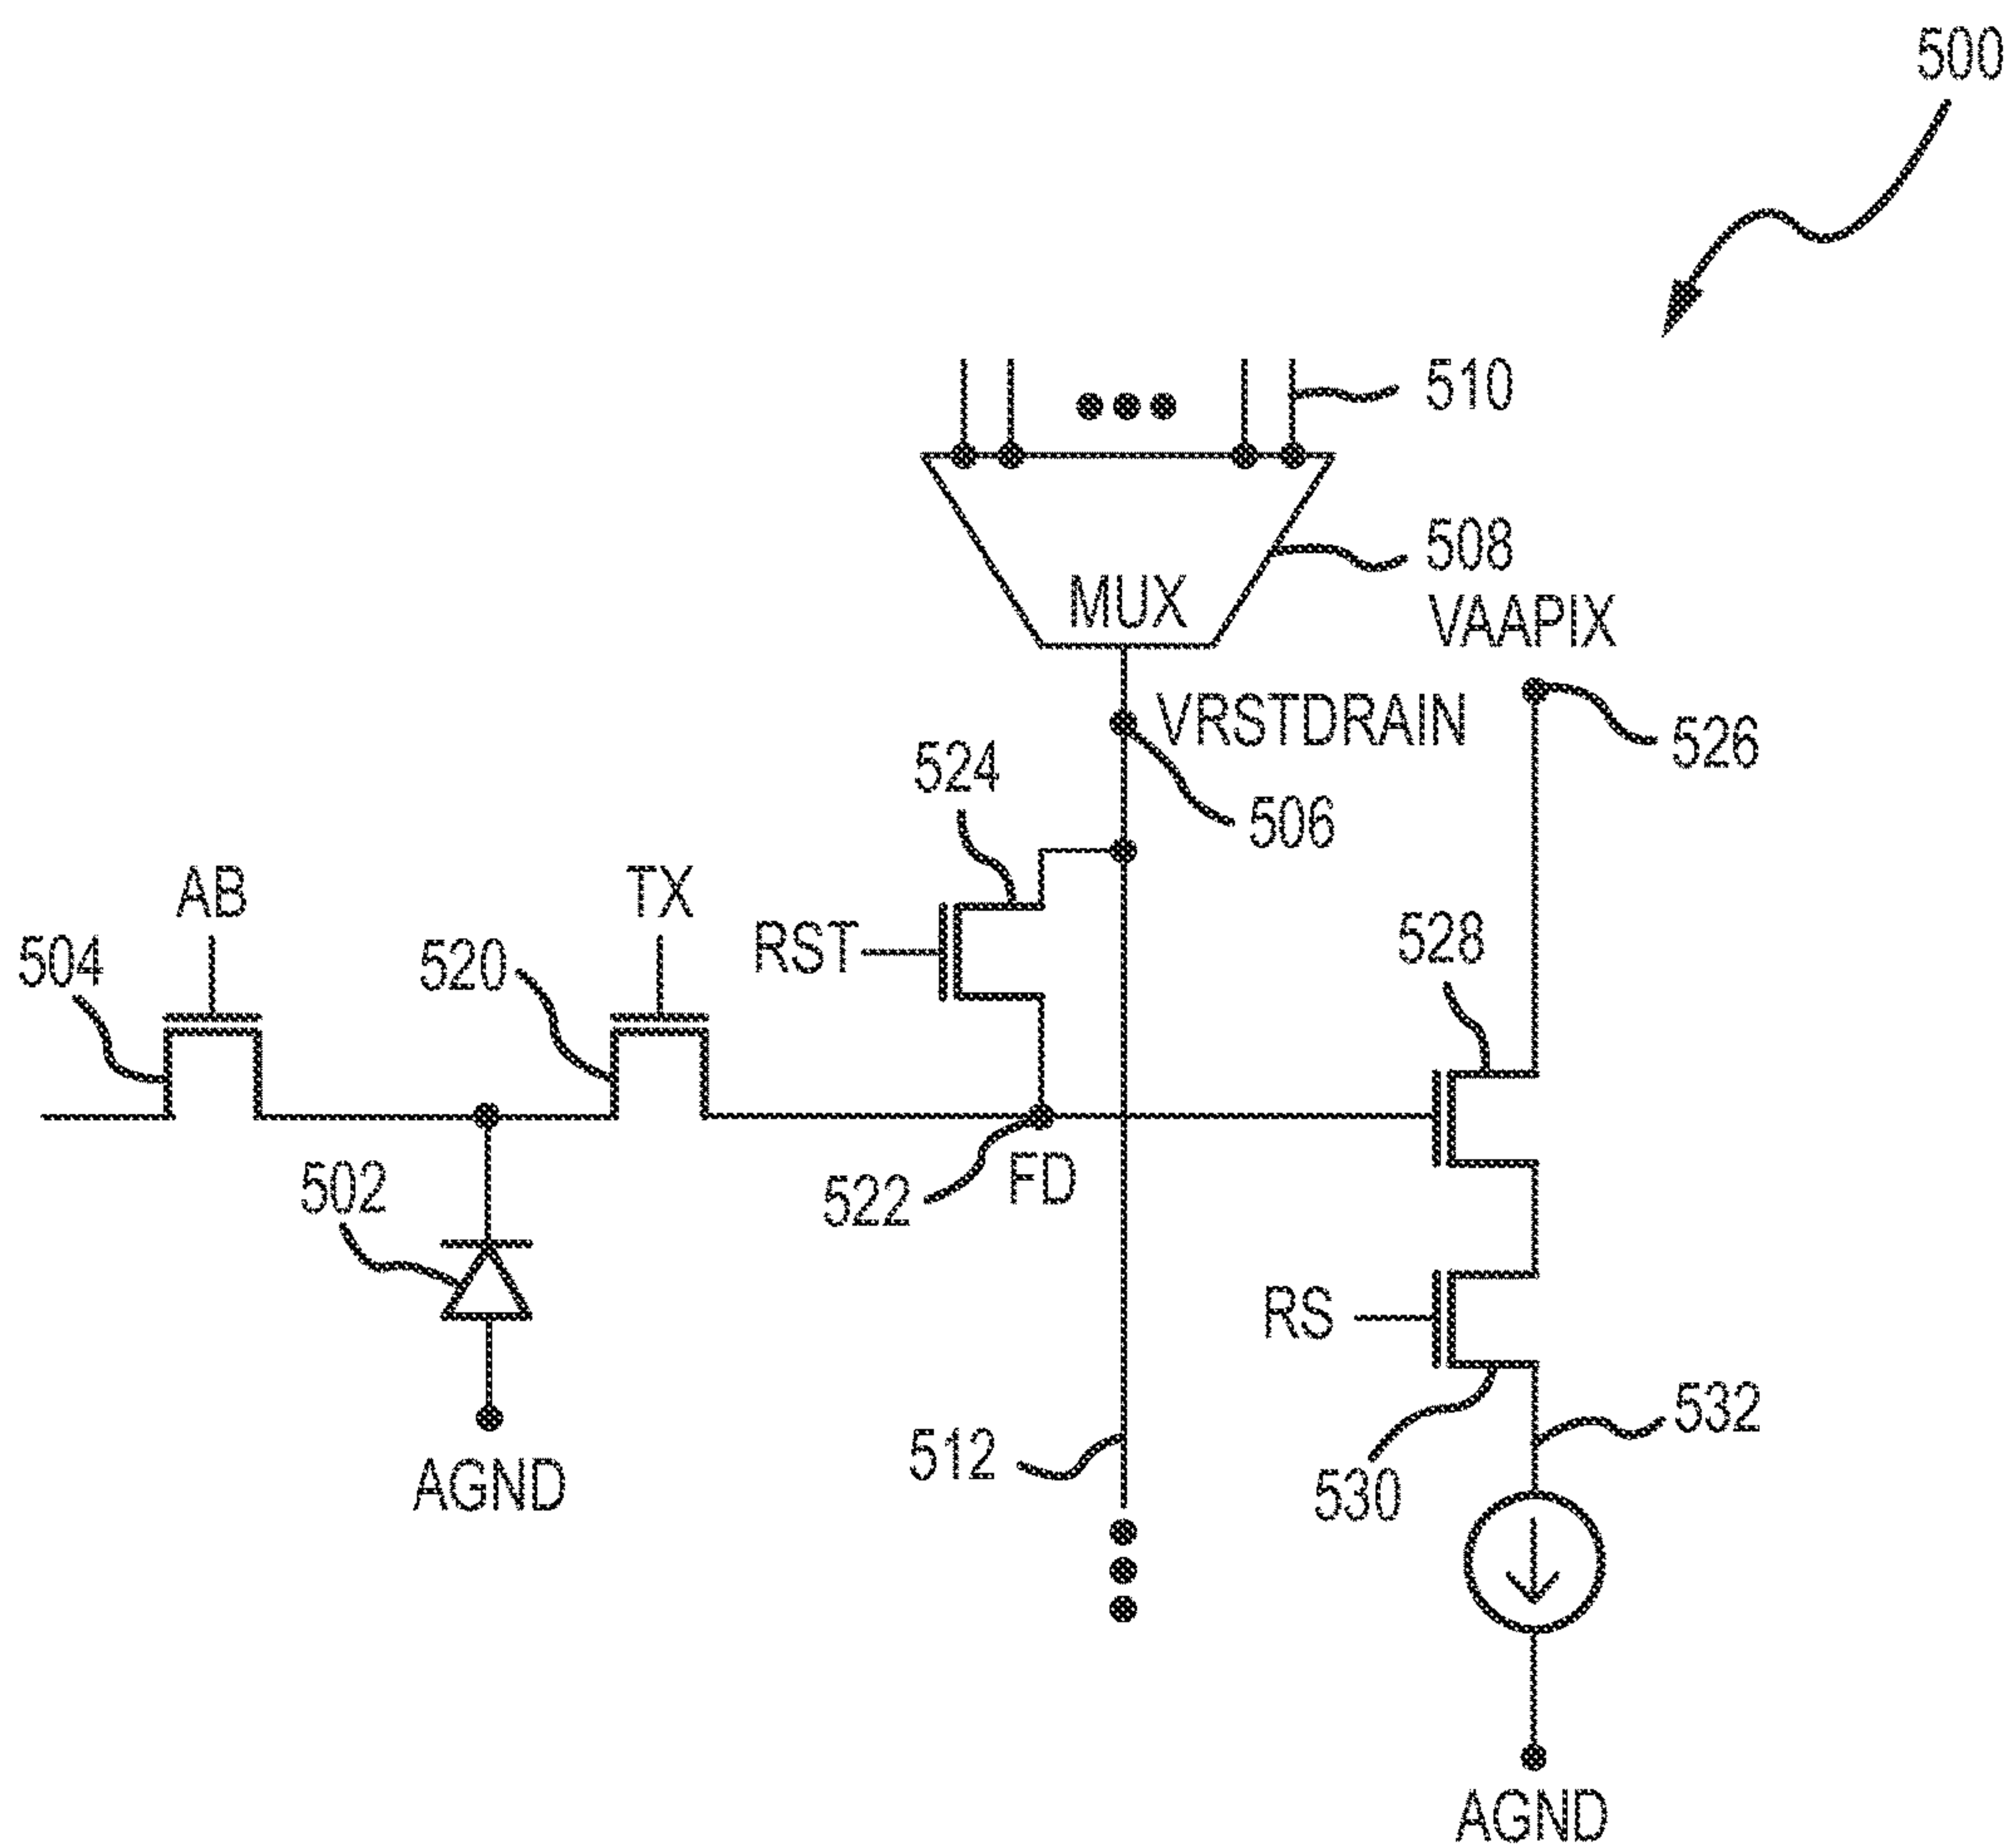 500
510
508
MUX
VAAPIX
VRSTDRAIN
526
524
506
AB
TX
528
504
520
RST
502
522
FD
RS
532
512
530
AGND
AGND